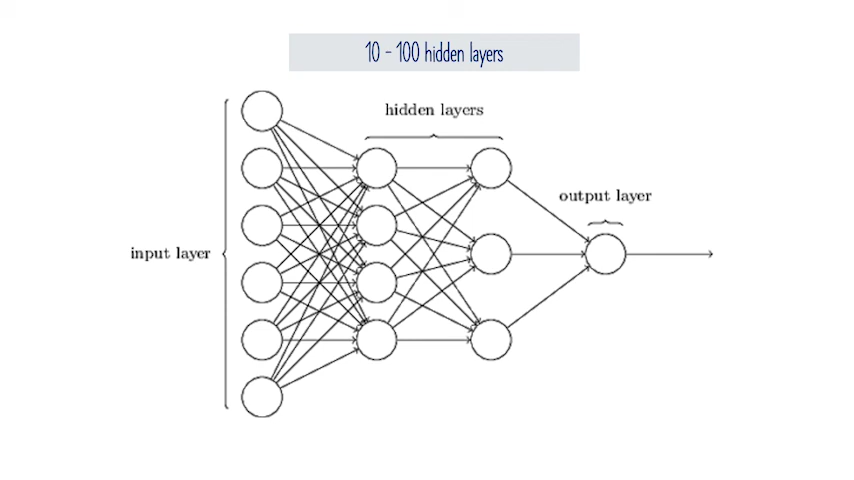 10 - 100 hidden layers
hidden layers
output layer
input layer